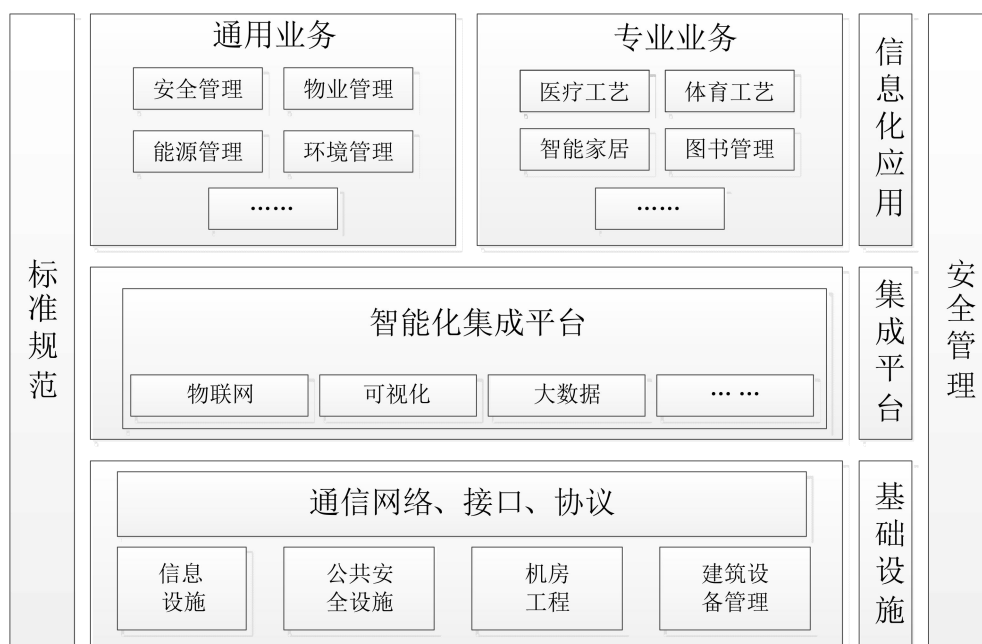 标准规范
通用业务
安全管理
物业管理
能源管理
环境管理
……
专业业务
医疗工艺
体育工艺
智能家居
图书管理
……
信息化应用
智能化集成平台
物联网
可视化
大数据
… …
集成平台
通信网络、接口、协议
信息
设施
公共安
全设施
机房
工程
建筑设
备管理
基础设施
安全管理